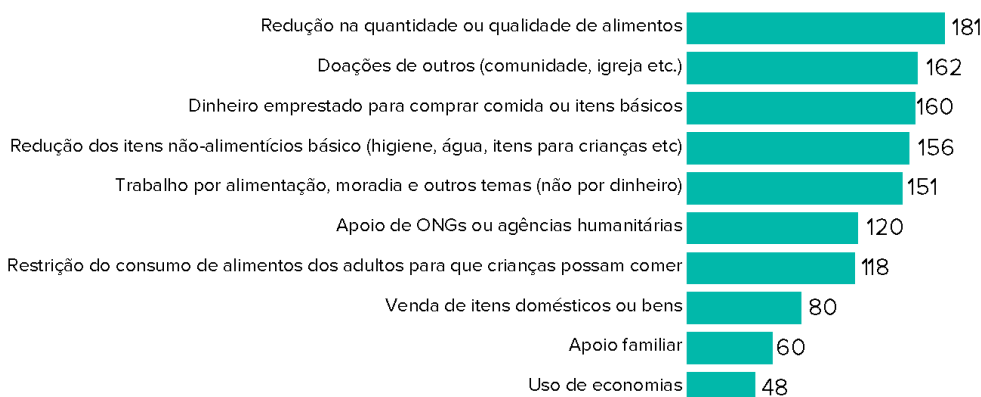 Redução na quantidade ou qualidade de alimentos 181
Doações de outros (comunidade, igreja etc.) 162
Dinheiro emprestado para comprar comida ou itens básicos 160
Redução dos itens não-alimentícios básico (higiene, água, itens para crianças etc) 156
Trabalho por alimentação, moradia e outros temas (não por dinheiro) 151
Apoio de ONGs ou agências humanitárias 120
Restrição do consumo de alimentos dos adultos para que crianças possam comer 118
Venda de itens domésticos ou bens 80
Apoio familiar 60
Uso de economias 48